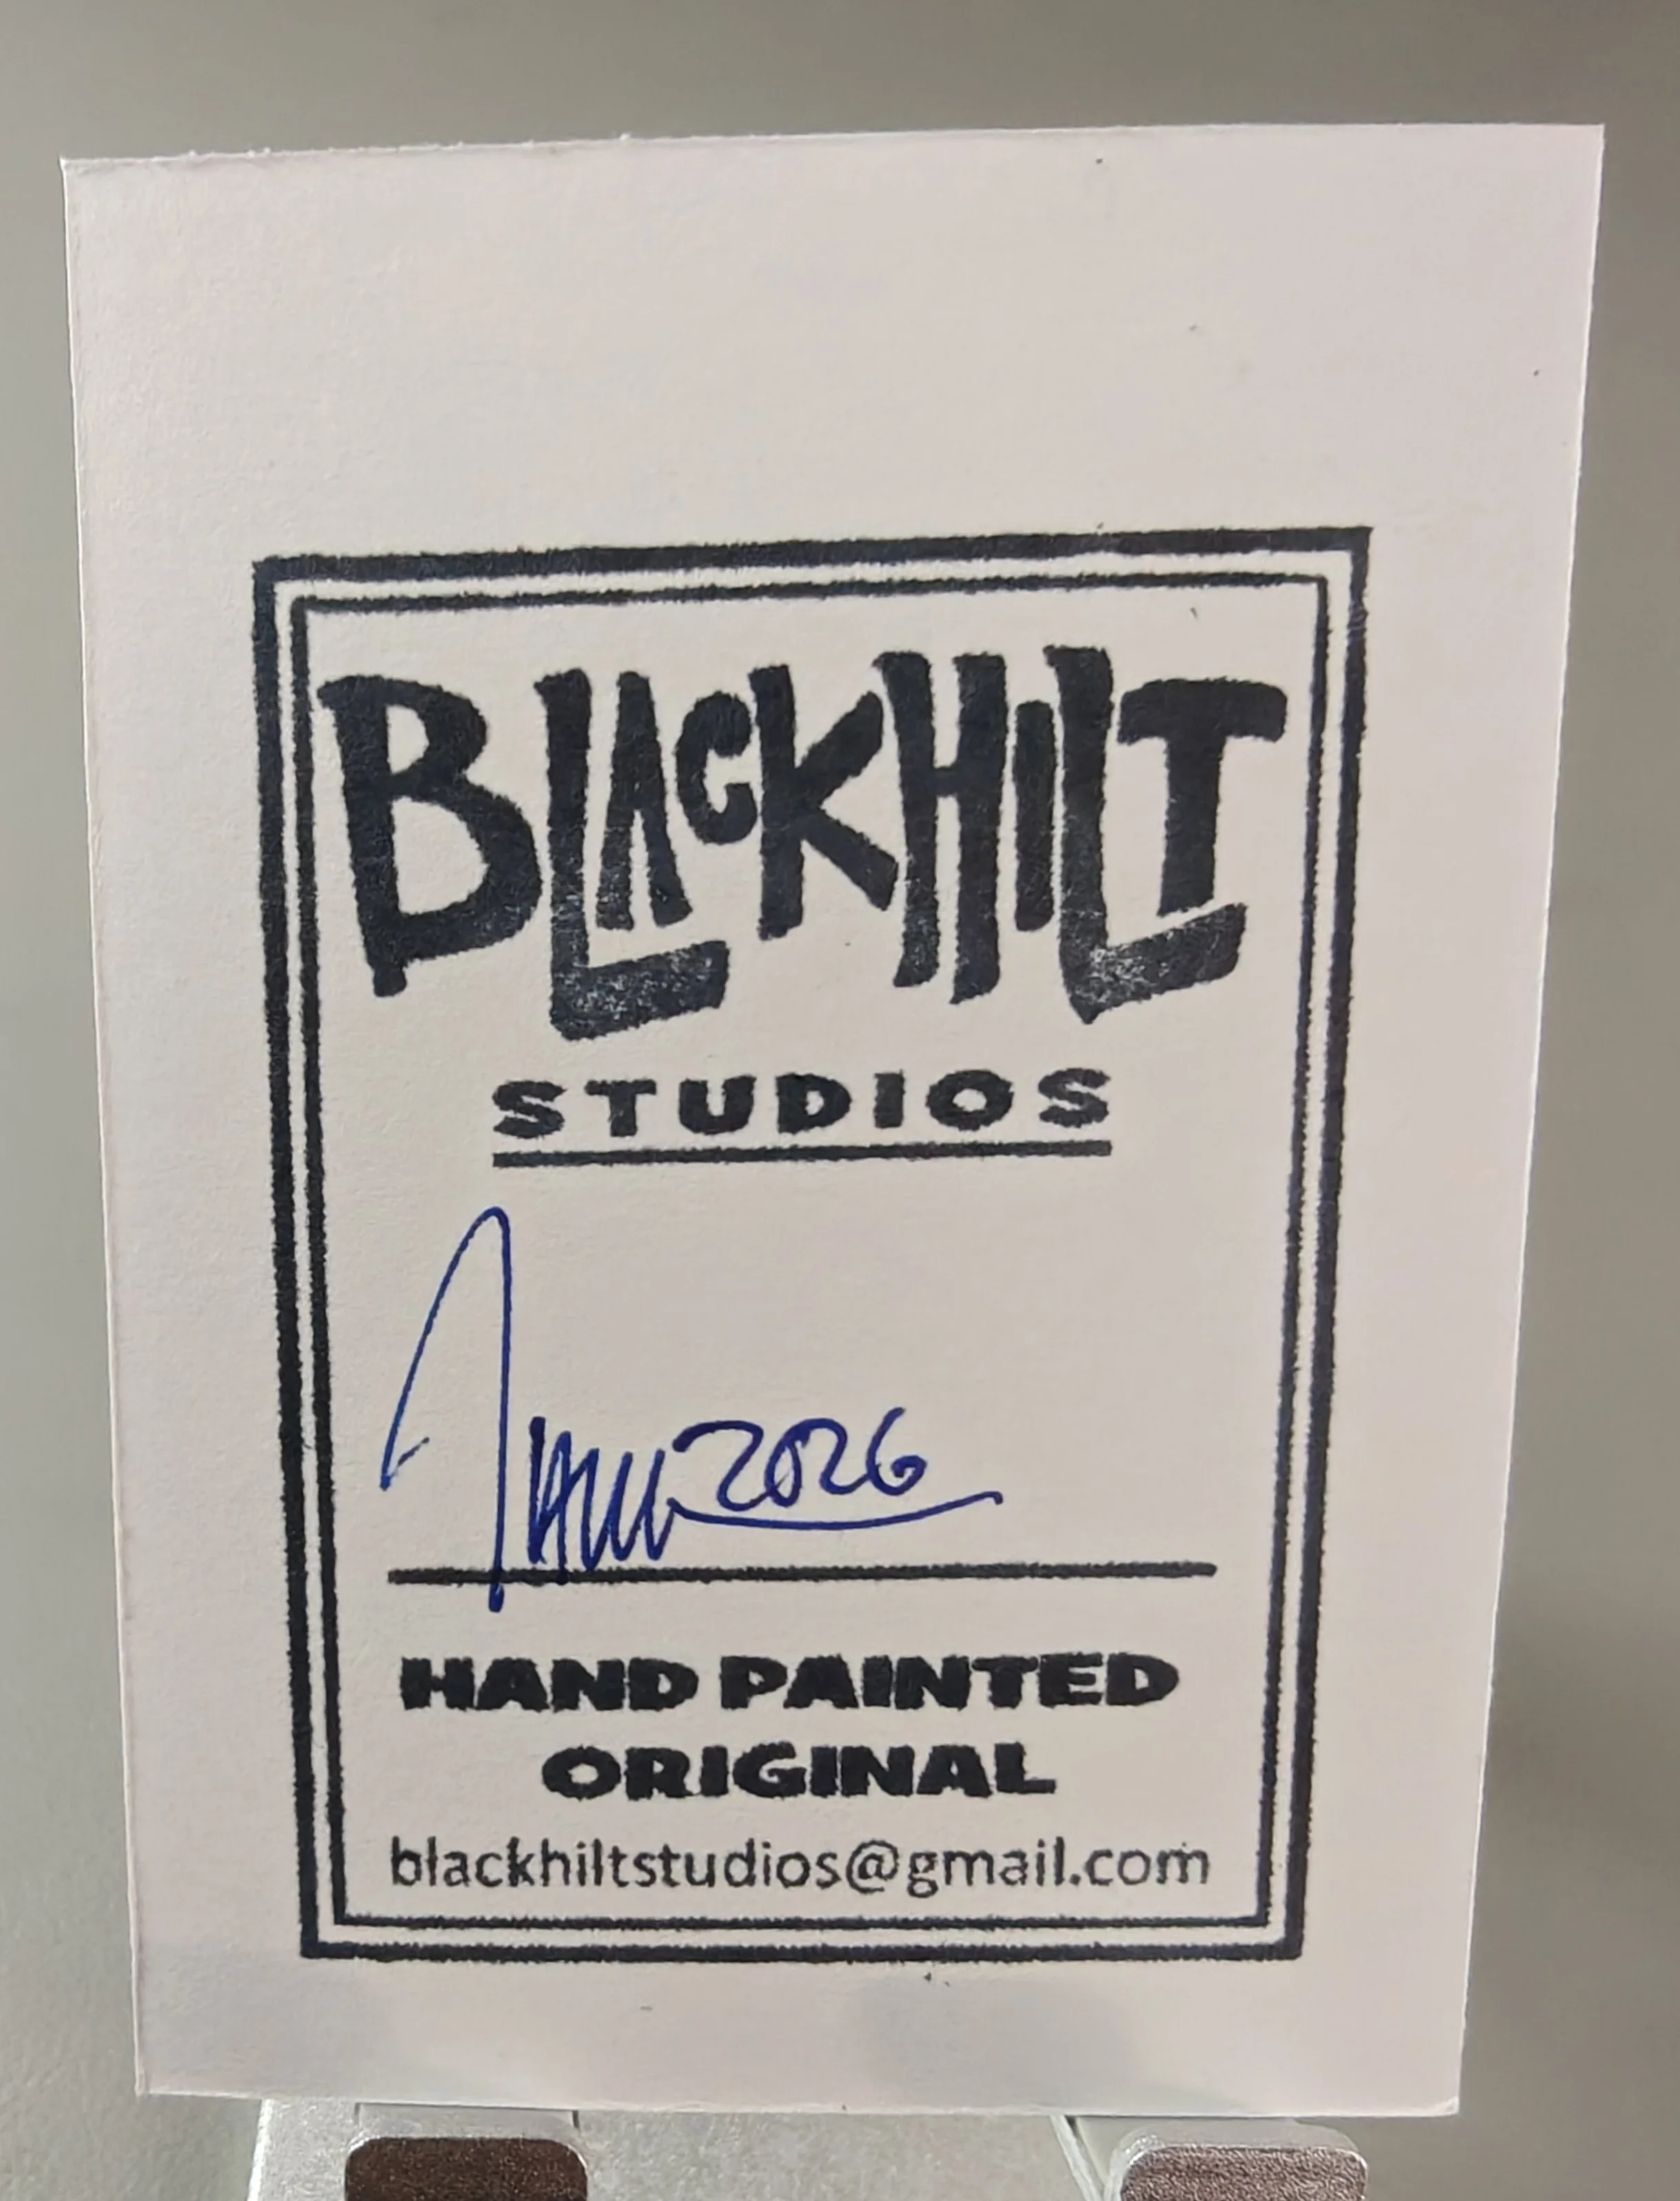 BLACKHILT
STUDIOS
2026
HAND PAINTED
ORIGINAL
blackhiltstudios@gmail.com